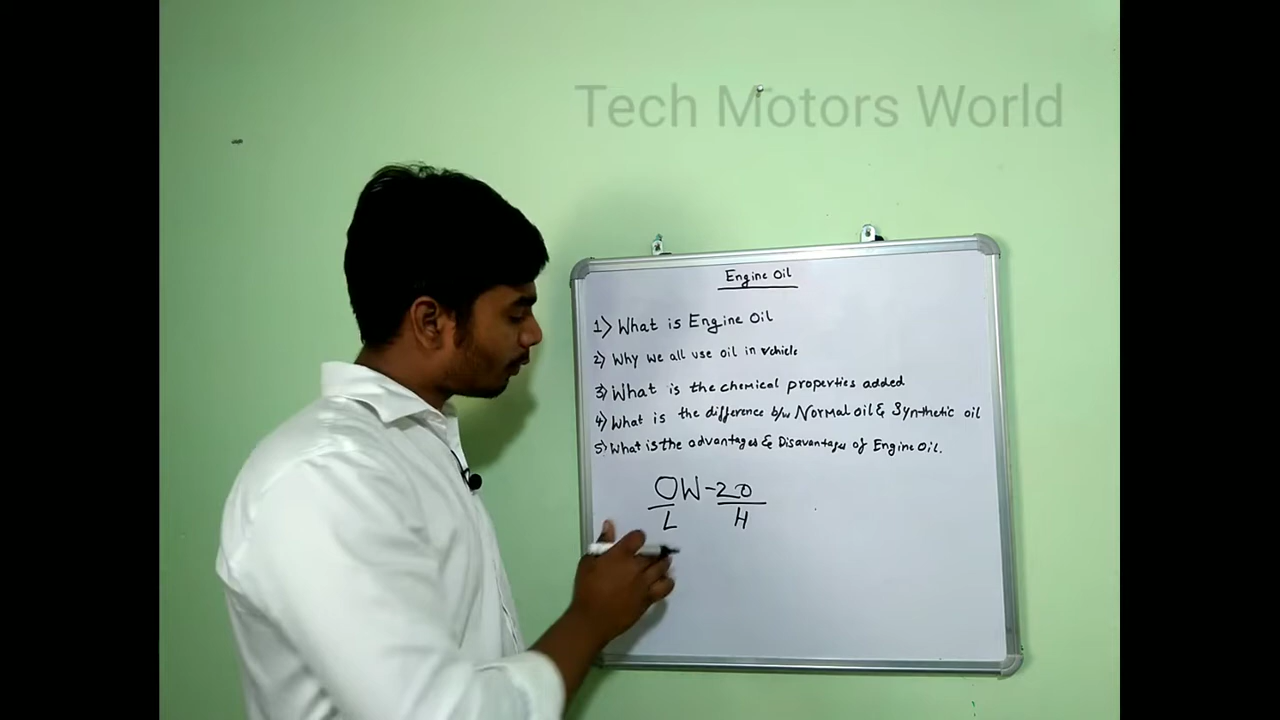 Tech Motors World
Engine Oil
1) What is Engine Oil
2) Why we all use oil in vehicle
3) What is the chemical properties added
4) What is the difference b/w Normal oil & Synthetic oil
5) What is the advantages & Disavantages of Engine Oil.
0W-20
L H